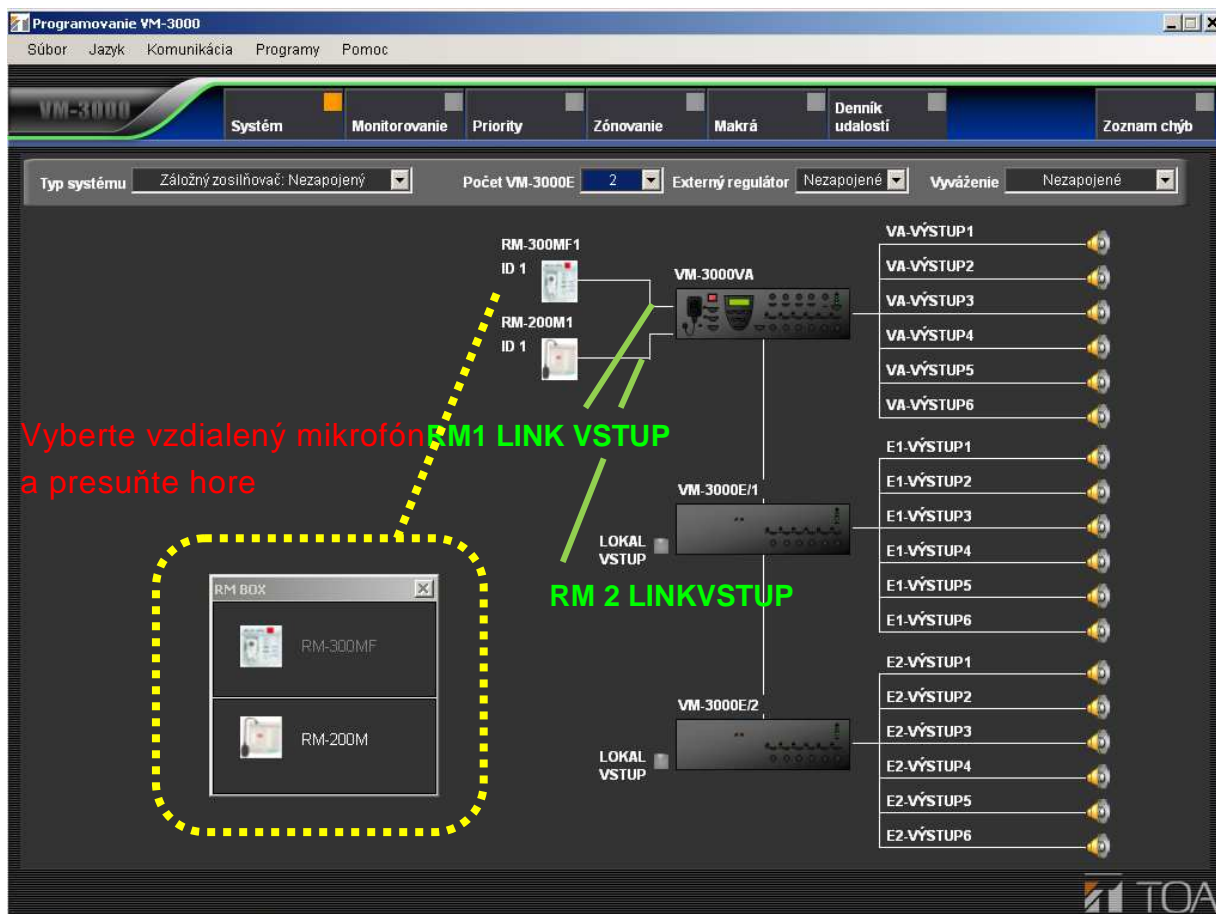 Programovanie VM-3000
Súbor Jazyk Komunikácia Programy Pomoc
VM-3000
Systém
Monitorovanie
Priority
Zónovanie
Makrá
Denník
udalostí
Zoznam chýb
Typ systému Záložný zosilňovač: Nezapojený Počet VM-3000E 2 Externý regulátor Nezapojené Vyváženie Nezapojené
RM-300MF1
ID 1
RM-200M1
ID 1
VM-3000VA
VA-VÝSTUP1
VA-VÝSTUP2
VA-VÝSTUP3
VA-VÝSTUP4
VA-VÝSTUP5
VA-VÝSTUP6
Vyberte vzdialený mikrofón
a presuňte hore
RM1 LINK VSTUP
VM-3000E/1
LOKAL
VSTUP
E1-VÝSTUP1
E1-VÝSTUP2
E1-VÝSTUP3
E1-VÝSTUP4
E1-VÝSTUP5
E1-VÝSTUP6
RM 2 LINKVSTUP
RM BOX
RM-300MF
RM-200M
VM-3000E/2
LOKAL
VSTUP
E2-VÝSTUP1
E2-VÝSTUP2
E2-VÝSTUP3
E2-VÝSTUP4
E2-VÝSTUP5
E2-VÝSTUP6
TOA